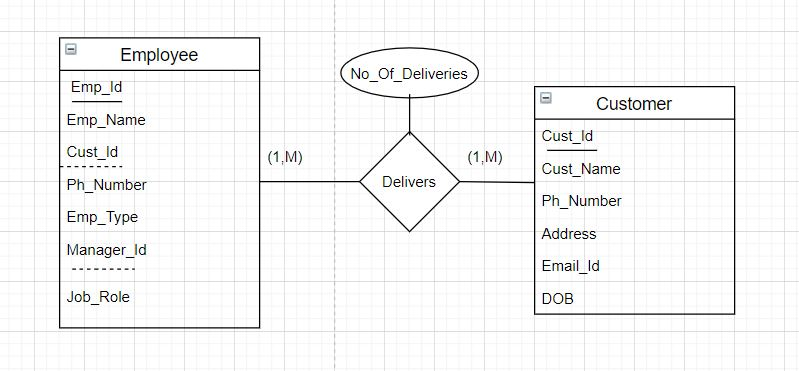 Employee
Emp_Id
Emp_Name
Cust_Id
Ph_Number
Emp_Type
Manager_Id
Job_Role
(1,M)
No_Of_Deliveries
Delivers
(1,M)
Customer
Cust_Id
Cust_Name
Ph_Number
Address
Email_Id
DOB